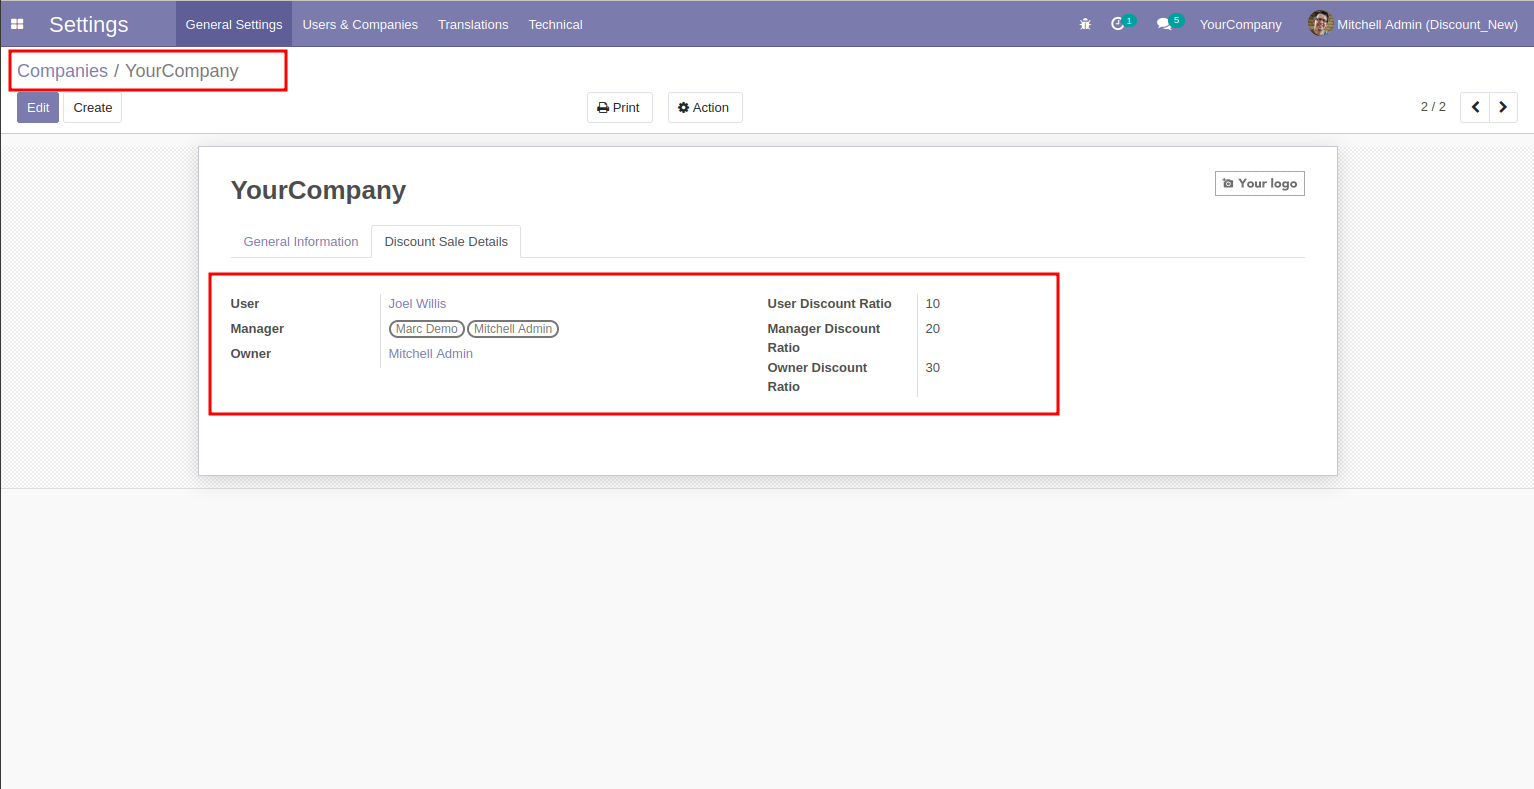 Settings General Settings Users & Companies Translations Technical 1 5 YourCompany Mitchell Admin (Discount_New)
Companies / YourCompany
Edit Create Print Action 2 / 2
YourCompany Your logo
General Information Discount Sale Details
User Joel Willis User Discount Ratio 10
Manager Marc Demo Mitchell Admin Manager Discount 20
Ratio
Owner Mitchell Admin Owner Discount 30
Ratio